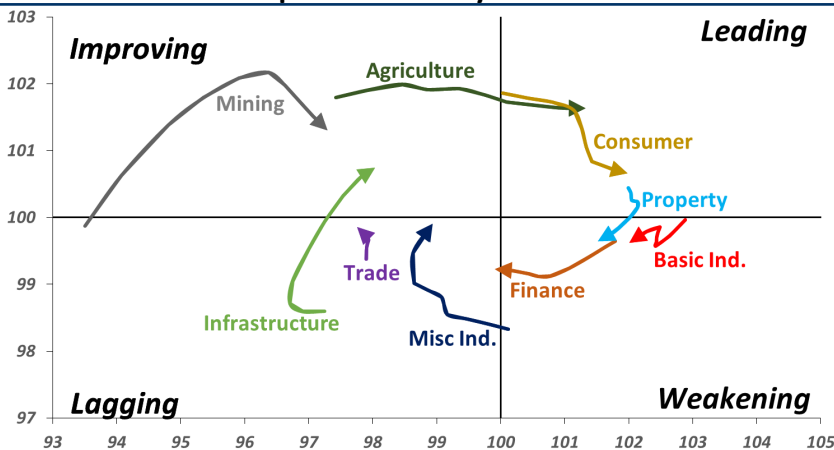 103
Improving
Leading
102
Agriculture
Mining
101
Consumer
100
Property
Basic Ind.
99
Trade
Finance
Infrastructure
Misc Ind.
98
Lagging
Weakening
97
93 94 95 96 97 98 99 100 101 102 103 104 105